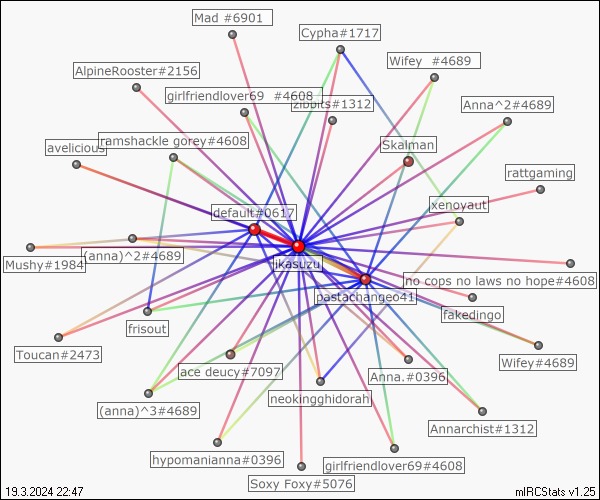 Mad #6901
Cypha#1717
Wifey  #4689
AlpineRooster#2156
girlfriendlover69  #4608
zibbits#1312
Anna^2#4689
ramshackle gorey#4608
avelicious
Skalman
rattgaming
xenoyaut
default#0617
(anna)^2#4689
Mushy#1984
jikasuzu
pastachangeo41
no cops no laws no hope#4608
fakedingo
frisout
Toucan#2473
Wifey#4689
ace deucy#7097
Anna.#0396
neokingghidorah
(anna)^3#4689
Annarchist#1312
hypomanianna#0396
girlfriendlover69#4608
Soxy Foxy#5076
19.3.2024 22:47
mIRCStats v1.25